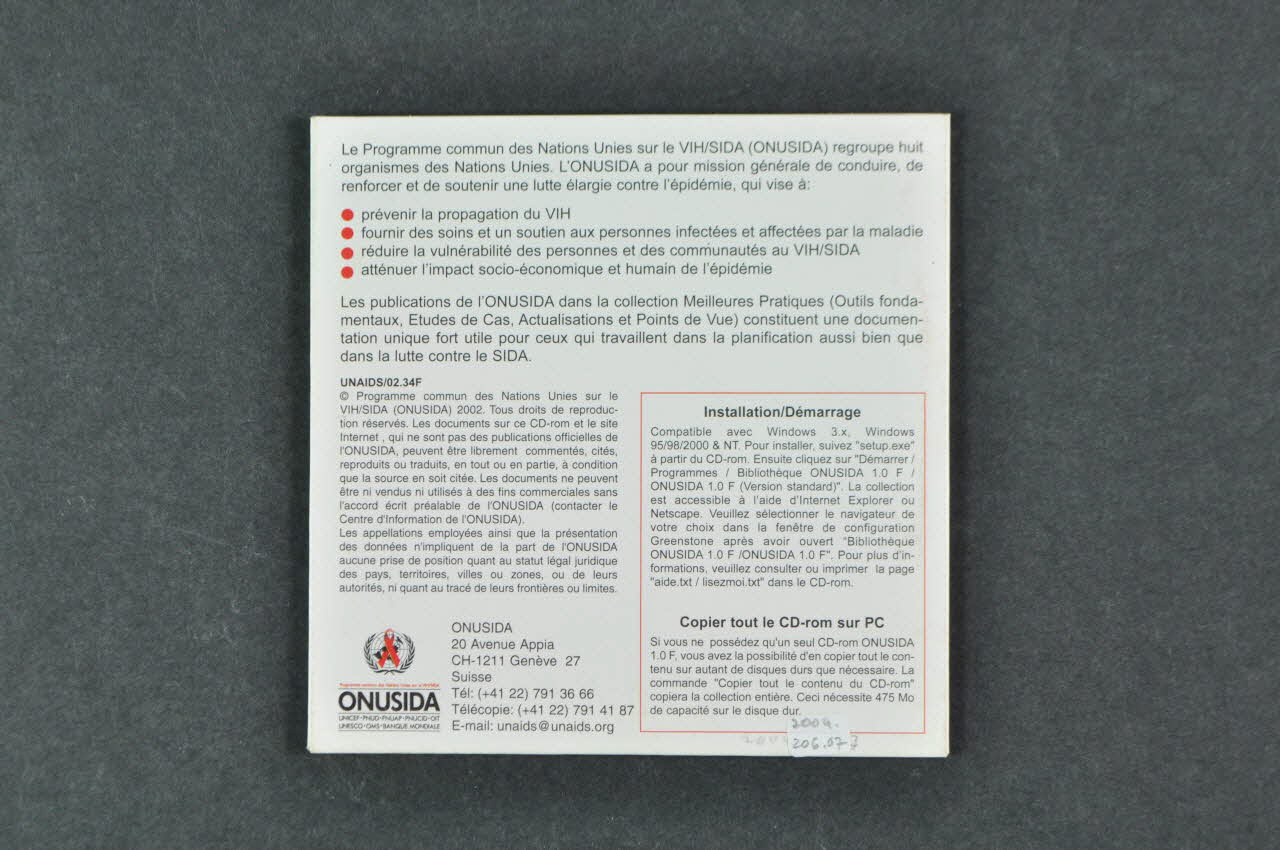 Le Programme commun des Nations Unies sur le VIH/SIDA (ONUSIDA) regroupe huit
organismes des Nations Unies. L'ONUSIDA a pour mission générale de conduire, de
renforcer et de soutenir une lutte élargie contre l'épidémie, qui vise à:
prévenir la propagation du VIH
fournir des soins et un soutien aux personnes infectées et affectées par la maladie
réduire la vulnérabilité des personnes et des communautés au VIH/SIDA
atténuer l'impact socio-économique et humain de l'épidémie
Les publications de l'ONUSIDA dans la collection Meilleures Pratiques (Outils fonda-
mentaux, Etudes de Cas, Actualisations et Points de Vue) constituent une documen-
tation unique fort utile pour ceux qui travaillent dans la planification aussi bien que
dans la lutte contre le SIDA.
UNAIDS/02.34F
© Programme commun des Nations Unies sur le
VIH/SIDA (ONUSIDA) 2002. Tous droits de reproduc-
tion réservés. Les documents sur ce CD-rom et le site
Internet , qui ne sont pas des publications officielles de
l'ONUSIDA, peuvent être librement commentés, cités,
reproduits ou traduits, en tout ou en partie, à condition
que la source en soit citée. Les documents ne peuvent
être ni vendus ni utilisés à des fins commerciales sans
l'accord écrit préalable de l'ONUSIDA (contacter le
Centre d'Information de l'ONUSIDA).
Les appellations employées ainsi que la présentation
des données n'impliquent de la part de l'ONUSIDA
aucune prise de position quant au statut légal juridique
des pays, territoires, villes ou zones, ou de leurs
autorités, ni quant au tracé de leurs frontières ou limites.
Programme commun des Nations Unies sur le VIH/SIDA
ONUSIDA
UNICEF•PNUD•FNUAP•PNUCID•OIT
UNESCO•OMS•BANQUE MONDIALE
ONUSIDA
20 Avenue Appia
CH-1211 Genève 27
Suisse
Tél: (+41 22) 791 36 66
Télécopie: (+41 22) 791 41 87
E-mail: unaids@unaids.org
Installation/Démarrage
Compatible avec Windows 3.x, Windows
95/98/2000 & NT. Pour installer, suivez "setup.exe"
à partir du CD-rom. Ensuite cliquez sur "Démarrer /
Programmes / Bibliothèque ONUSIDA 1.0 F /
ONUSIDA 1.0 F (Version standard)". La collection
est accessible à l'aide d'Internet Explorer ou
Netscape. Veuillez sélectionner le navigateur de
votre choix dans la fenêtre de configuration
Greenstone après avoir ouvert "Bibliothèque
ONUSIDA 1.0 F /ONUSIDA 1.0 F". Pour plus d'in-
formations, veuillez consulter ou imprimer la page
"aide.txt / lisezmoi.txt" dans le CD-rom.
Copier tout le CD-rom sur PC
Si vous ne possédez qu'un seul CD-rom ONUSIDA
1.0 F, vous avez la possibilité d'en copier tout le con-
tenu sur autant de disques durs que nécessaire. La
commande "Copier tout le contenu du CD-rom"
copiera la collection entière. Ceci nécessite 475 Mo
de capacité sur le disque dur.
2004.